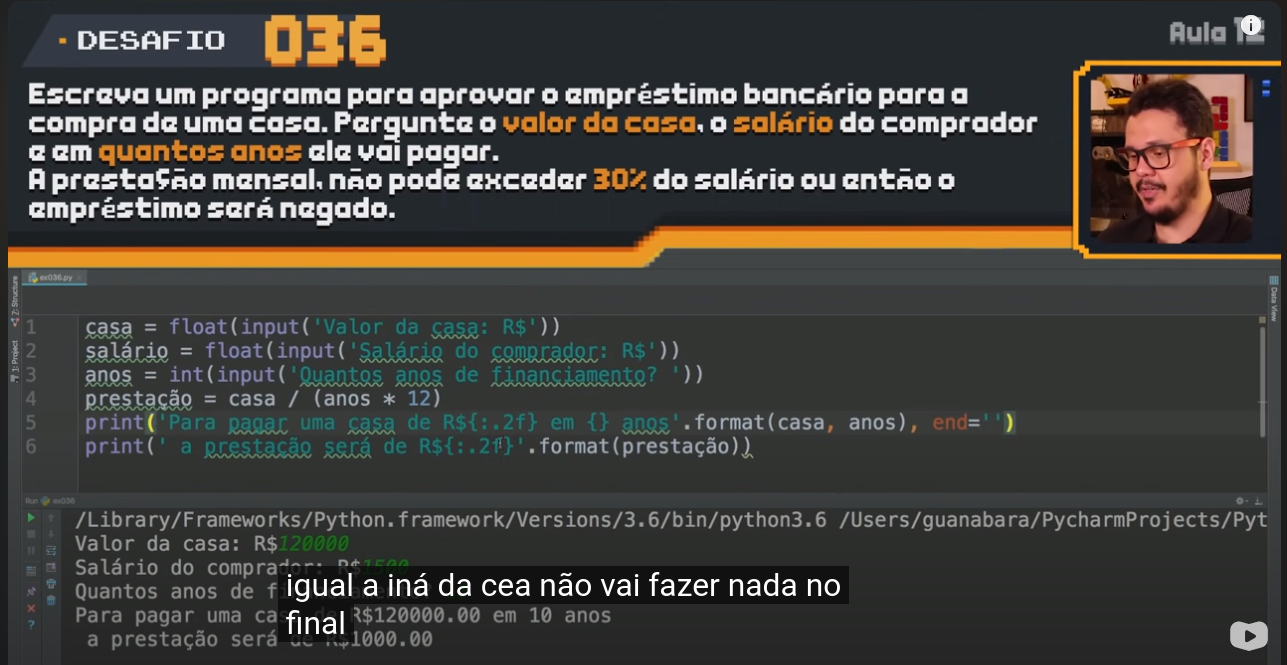 DESAFIO 036
Aula 12
Escreva um programa para aprovar o empréstimo bancário para a
compra de uma casa. Pergunte o valor da casa, o salário do comprador
e em quantos anos ele vai pagar.
A prestação mensal, não pode exceder 30% do salário ou então o
empréstimo será negado.
ex036.py
Z: Structure
1: Project
Data View
1 casa = float(input('Valor da casa: R$'))
2 salário = float(input('Salário do comprador: R$'))
3 anos = int(input('Quantos anos de financiamento? '))
4 prestação = casa / (anos * 12)
5 print('Para pagar uma casa de R${:.2f} em {} anos'.format(casa, anos), end='')
6 print(' a prestação será de R${:.2f}'.format(prestação))
Run ex036
/Library/Frameworks/Python.framework/Versions/3.6/bin/python3.6 /Users/guanabara/PycharmProjects/Pyt
Valor da casa: R$120000
Salário do comprador: R$1500
Quantos anos de
Para pagar uma R$120000.00 em 10 anos
a prestação será R$1000.00
igual a iná da cea não vai fazer nada no
final